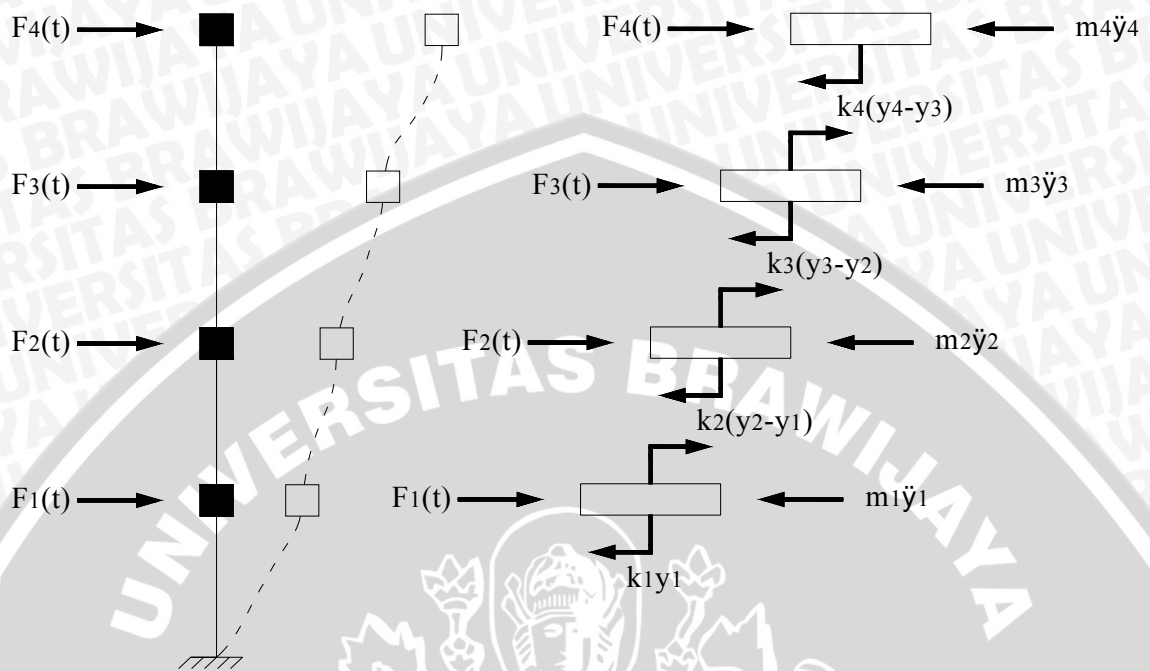 F4(t) F4(t) m4ÿ4
k4(y4-y3)
F3(t) F3(t) m3ÿ3
k3(y3-y2)
F2(t) F2(t) m2ÿ2
k2(y2-y1)
F1(t) F1(t) m1ÿ1
k1y1
UNIVERSITAS BRAWIJAYA